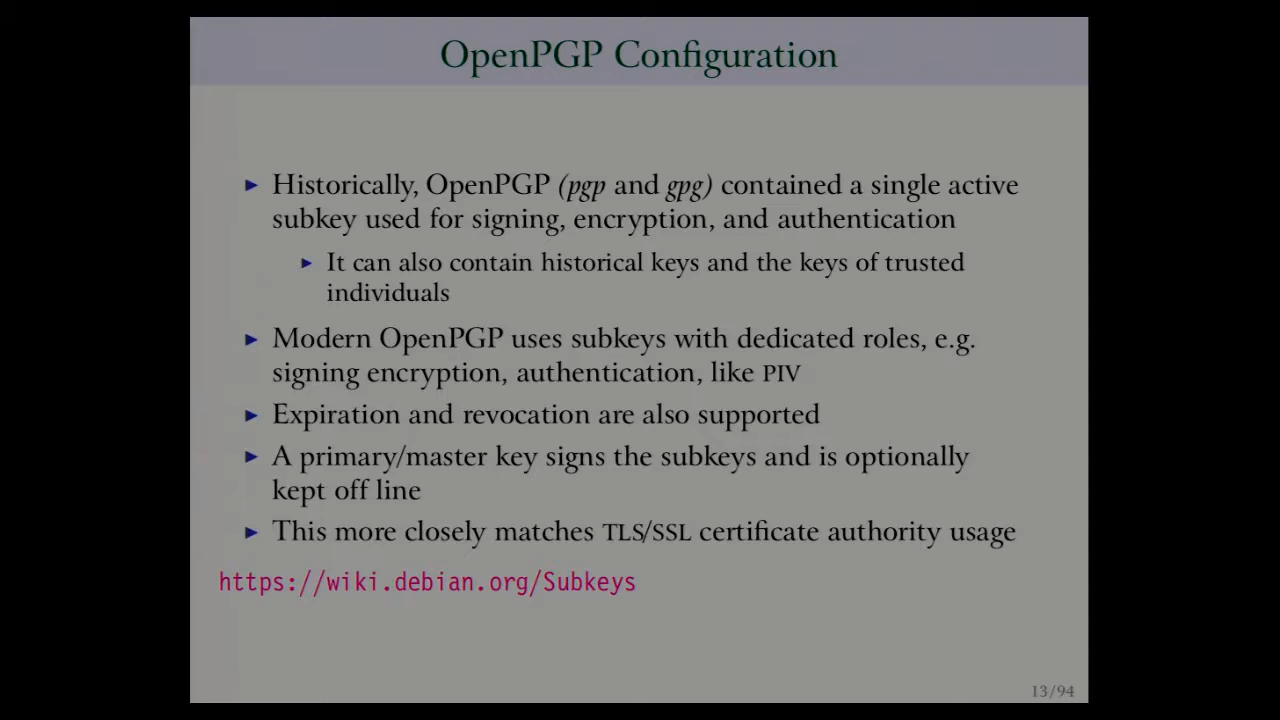 OpenPGP Configuration
▶ Historically, OpenPGP (pgp and gpg) contained a single active
subkey used for signing, encryption, and authentication
▶ It can also contain historical keys and the keys of trusted
individuals
▶ Modern OpenPGP uses subkeys with dedicated roles, e.g.
signing encryption, authentication, like PIV
▶ Expiration and revocation are also supported
▶ A primary/master key signs the subkeys and is optionally
kept off line
▶ This more closely matches TLS/SSL certificate authority usage
https://wiki.debian.org/Subkeys
13/94